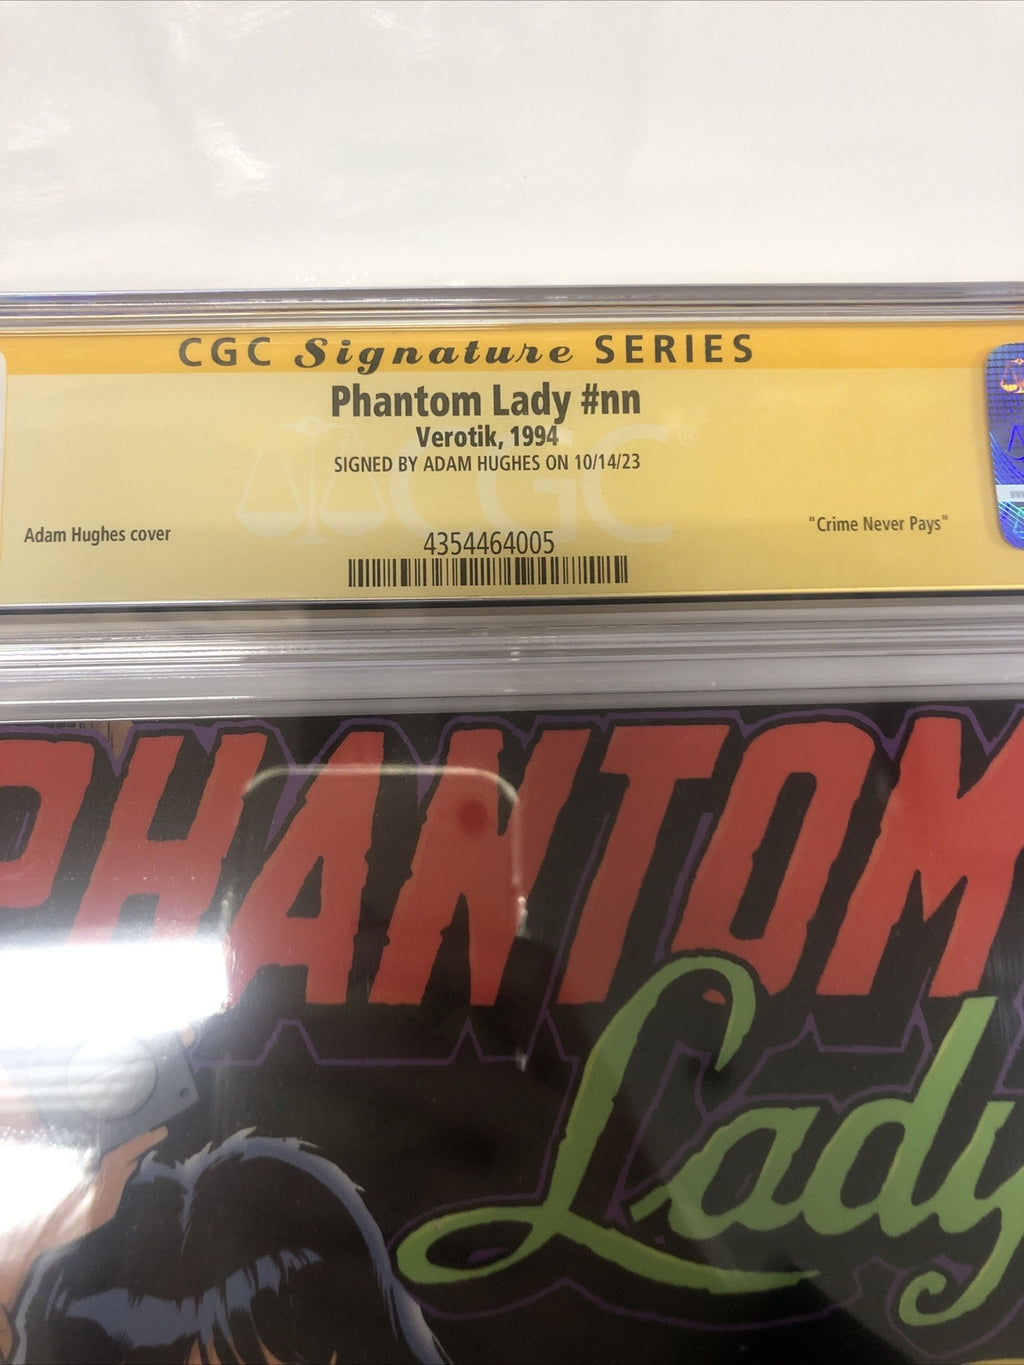 CGC Signature SERIES
Phantom Lady #nn
Verotik, 1994
SIGNED BY ADAM HUGHES ON 10/14/23
CGC
Adam Hughes cover
"Crime Never Pays"
4354464005
PHANTOM
Lady